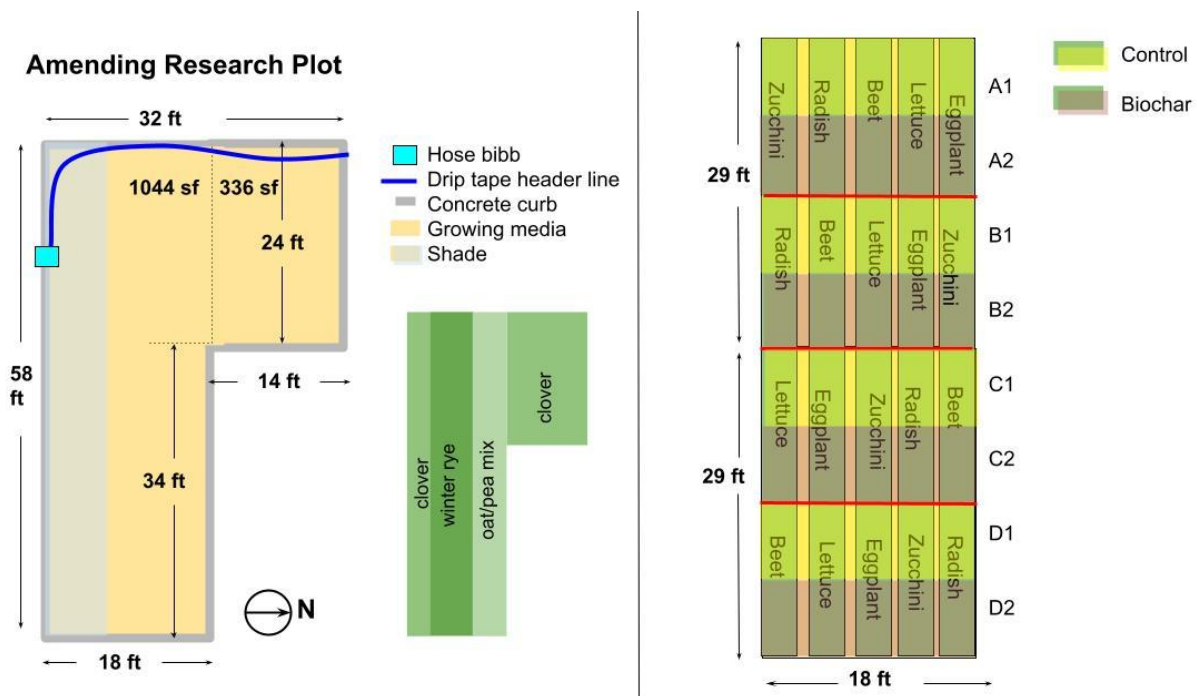 Amending Research Plot
32 ft
1044 sf
336 sf
24 ft
58
ft
14 ft
34 ft
18 ft
N
Hose bibb
Drip tape header line
Concrete curb
Growing media
Shade
clover
winter rye
oat/pea mix
clover
29 ft
29 ft
18 ft
Zucchini
Radish
Beet
Lettuce
Eggplant
A1
A2
Radish
Beet
Lettuce
Eggplant
Zucchini
B1
B2
Lettuce
Eggplant
Zucchini
Radish
Beet
C1
C2
Beet
Lettuce
Eggplant
Zucchini
Radish
D1
D2
Control
Biochar